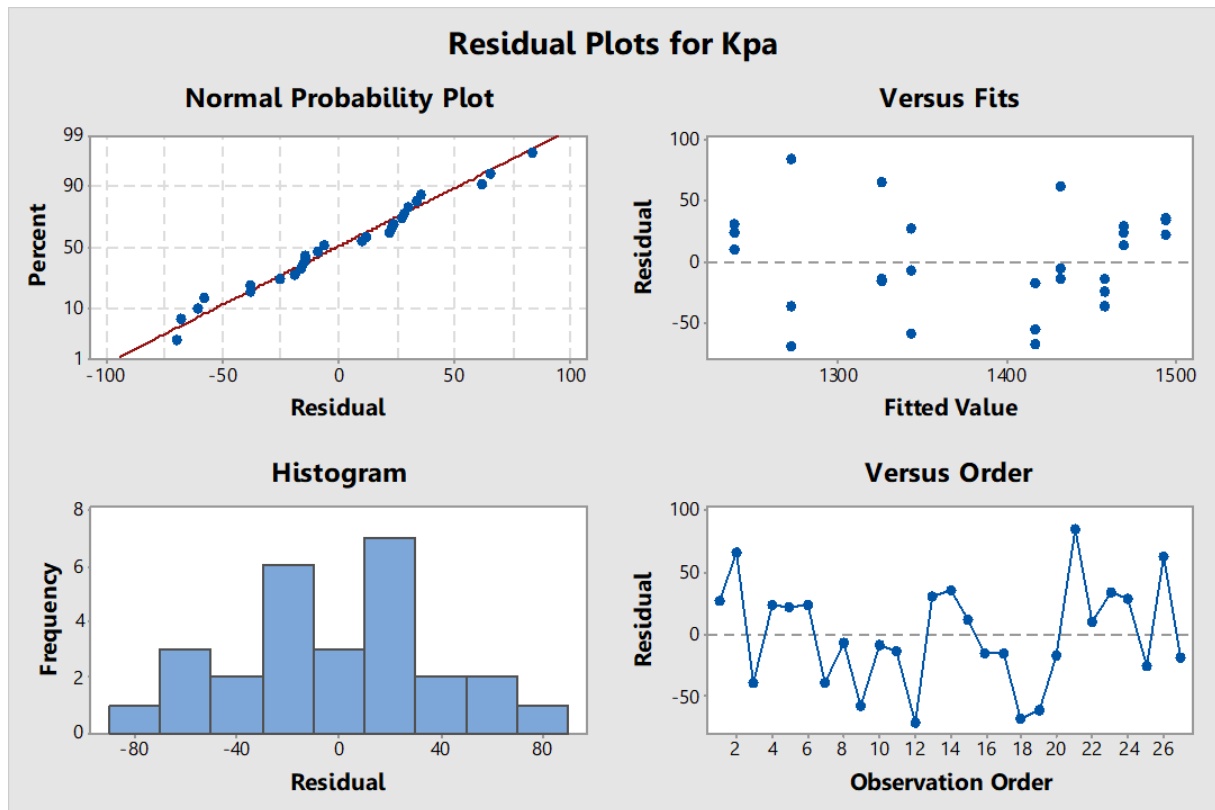 Residual Plots for Kpa
Normal Probability Plot
99
90
50
10
1
Percent
-100 -50 0 50 100
Residual
Versus Fits
100
50
0
-50
Residual
1300 1400 1500
Fitted Value
Histogram
8
6
4
2
0
Frequency
-80 -40 0 40 80
Residual
Versus Order
100
50
0
-50
Residual
2 4 6 8 10 12 14 16 18 20 22 24 26
Observation Order